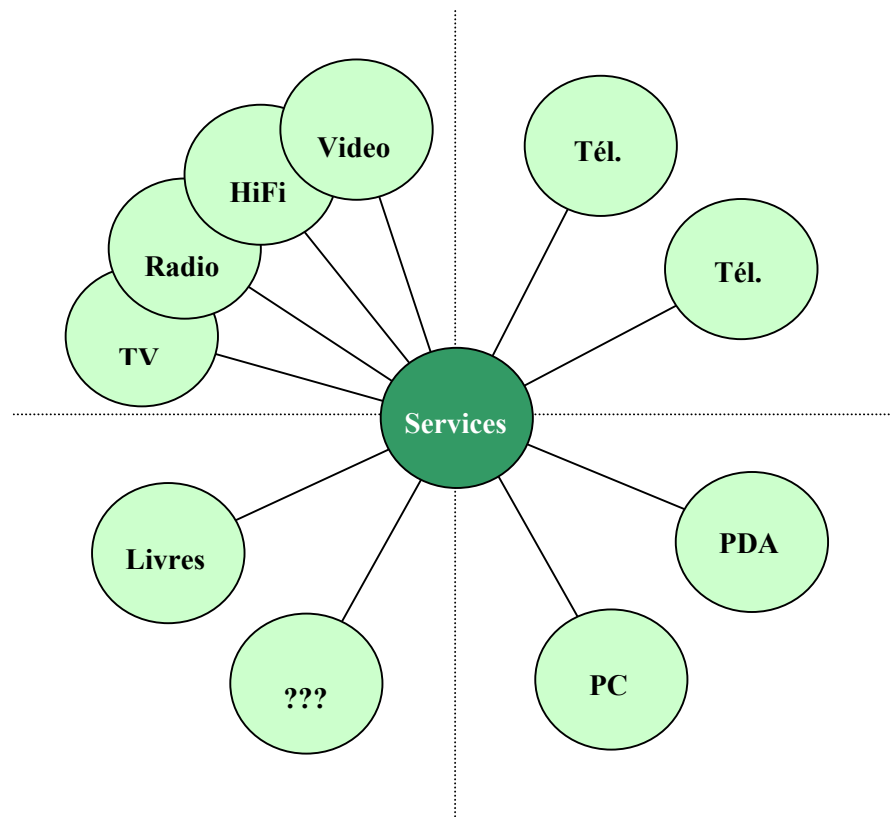 Video
HiFi
Radio
TV
Tél.
Tél.
Services
Livres
???
PC
PDA